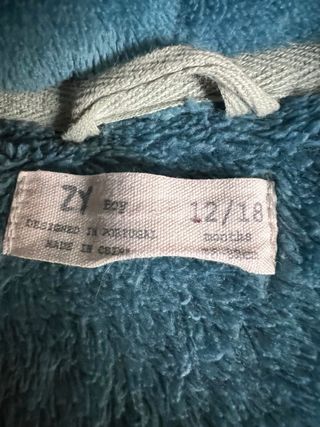 ZY Boy 12/18
DESIGNED IN PORTUGAL months
MADE IN CHINA